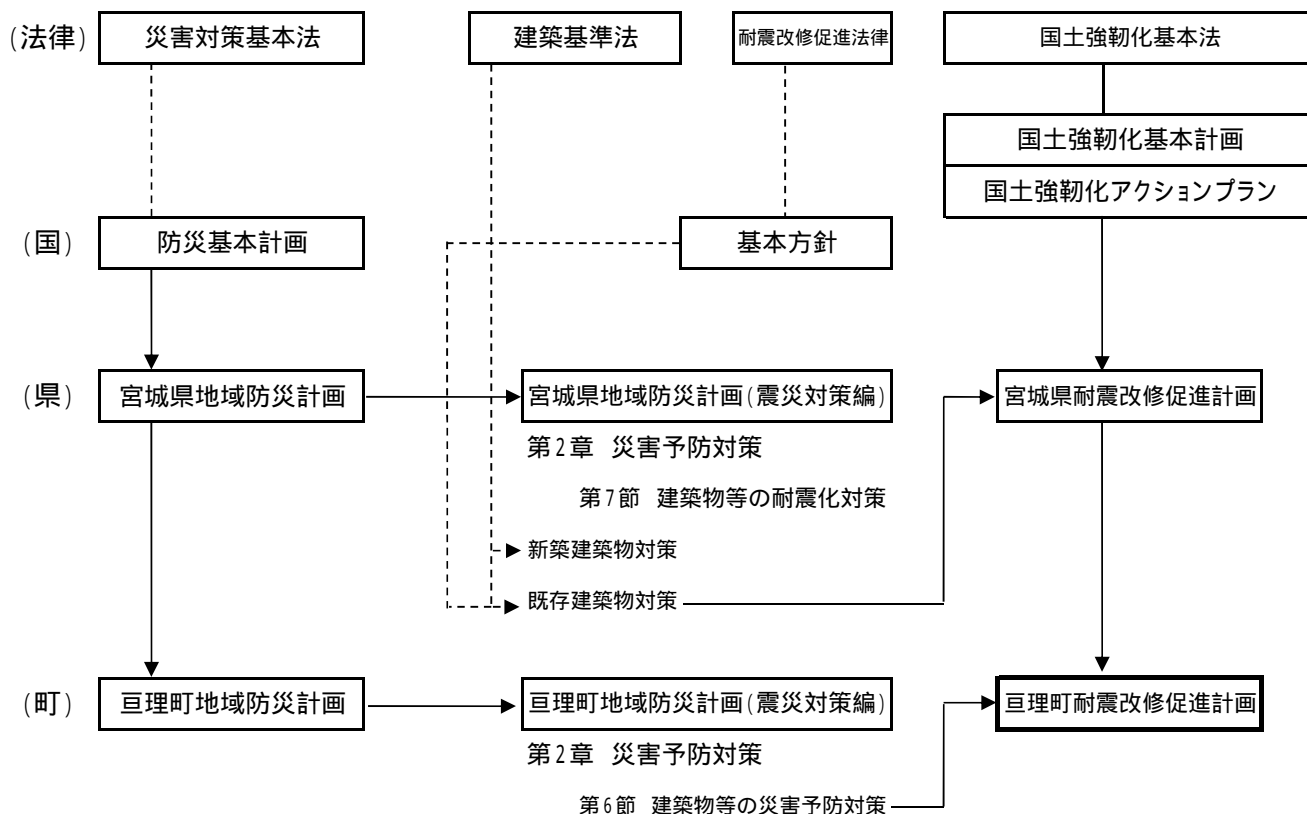 (法律) 災害対策基本法 建築基準法 耐震改修促進法律 国土強靭化基本法
国土強靭化基本計画
国土強靭化アクションプラン
(国) 防災基本計画 基本方針
(県) 宮城県地域防災計画 宮城県地域防災計画(震災対策編) 宮城県耐震改修促進計画
第2章 災害予防対策
第7節 建築物等の耐震化対策
新築建築物対策
既存建築物対策
(町) 亘理町地域防災計画 亘理町地域防災計画(震災対策編) 亘理町耐震改修促進計画
第2章 災害予防対策
第6節 建築物等の災害予防対策